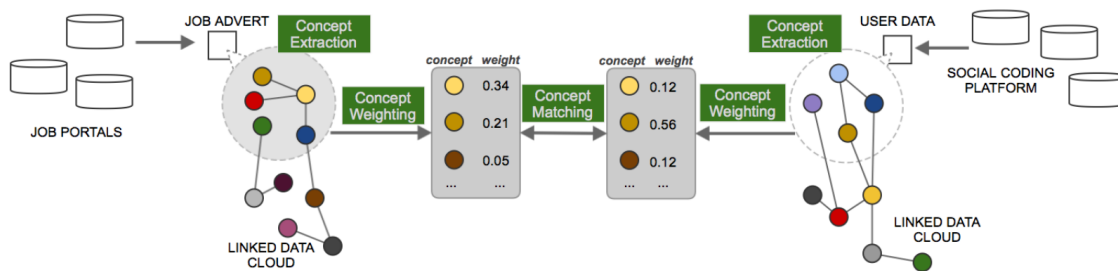 JOB ADVERT
Concept
Extraction
JOB PORTALS
LINKED DATA
CLOUD
Concept
Weighting
concept weight
0.34
0.21
0.05
... ...
Concept
Matching
concept weight
0.12
0.56
0.12
... ...
Concept
Weighting
Concept
Extraction
USER DATA
SOCIAL CODING
PLATFORM
LINKED DATA
CLOUD